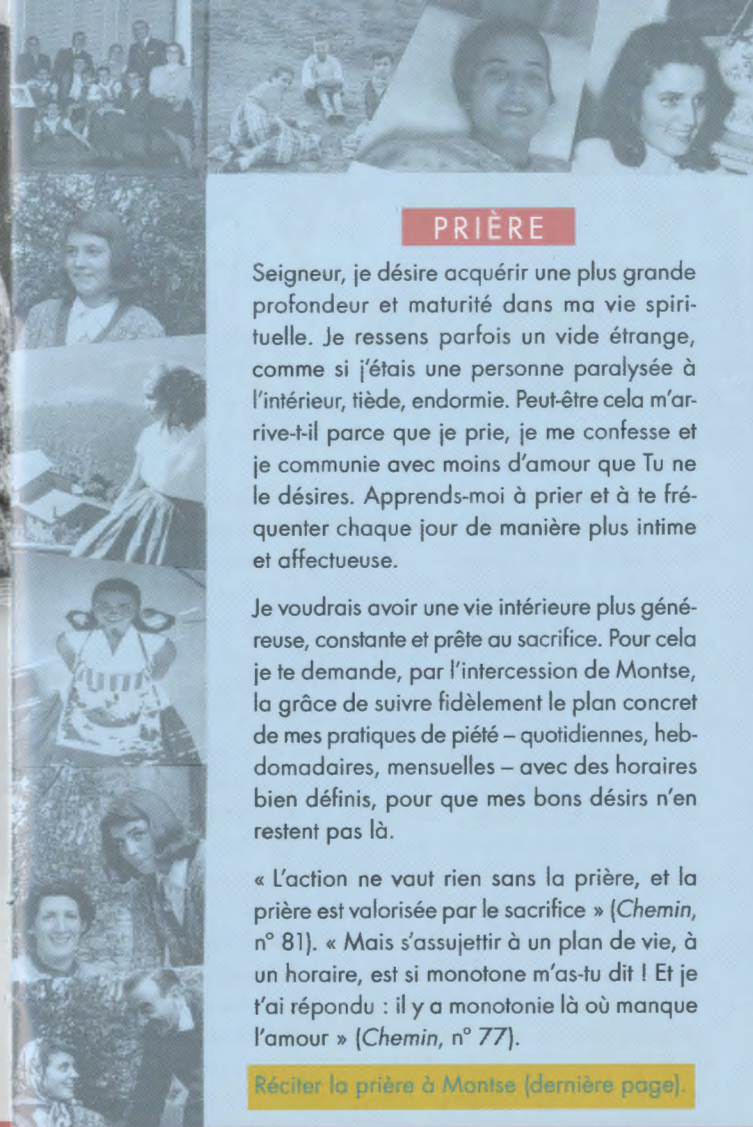 PRIÈRE
Seigneur, je désire acquérir une plus grande
profondeur et maturité dans ma vie spiri-
tuelle. Je ressens parfois un vide étrange,
comme si j'étais une personne paralysée à
l'intérieur, tiède, endormie. Peut-être cela m'ar-
rive-t-il parce que je prie, je me confesse et
je communie avec moins d'amour que Tu ne
le désires. Apprends-moi à prier et à te fré-
quenter chaque jour de manière plus intime
et affectueuse.
Je voudrais avoir une vie intérieure plus géné-
reuse, constante et prête au sacrifice. Pour cela
je te demande, par l'intercession de Montse,
la grâce de suivre fidèlement le plan concret
de mes pratiques de piété – quotidiennes, heb-
domadaires, mensuelles – avec des horaires
bien définis, pour que mes bons désirs n'en
restent pas là.
« L'action ne vaut rien sans la prière, et la
prière est valorisée par le sacrifice » (Chemin,
n° 81). « Mais s'assujettir à un plan de vie, à
un horaire, est si monotone m'as-tu dit ! Et je
t'ai répondu : il y a monotonie là où manque
l'amour » (Chemin, n° 77).
Réciter la prière à Montse (dernière page).